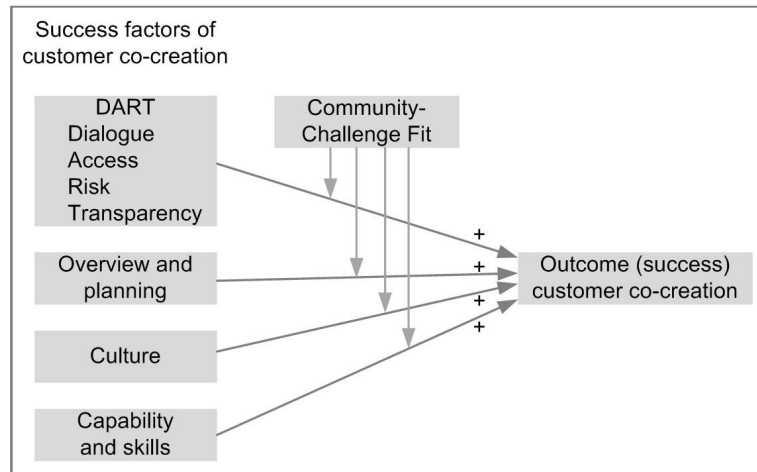 Success factors of
customer co-creation
DART
Dialogue
Access
Risk
Transparency
Community-
Challenge Fit
+
+
+
+
Overview and
planning
Outcome (success)
customer co-creation
Culture
Capability
and skills